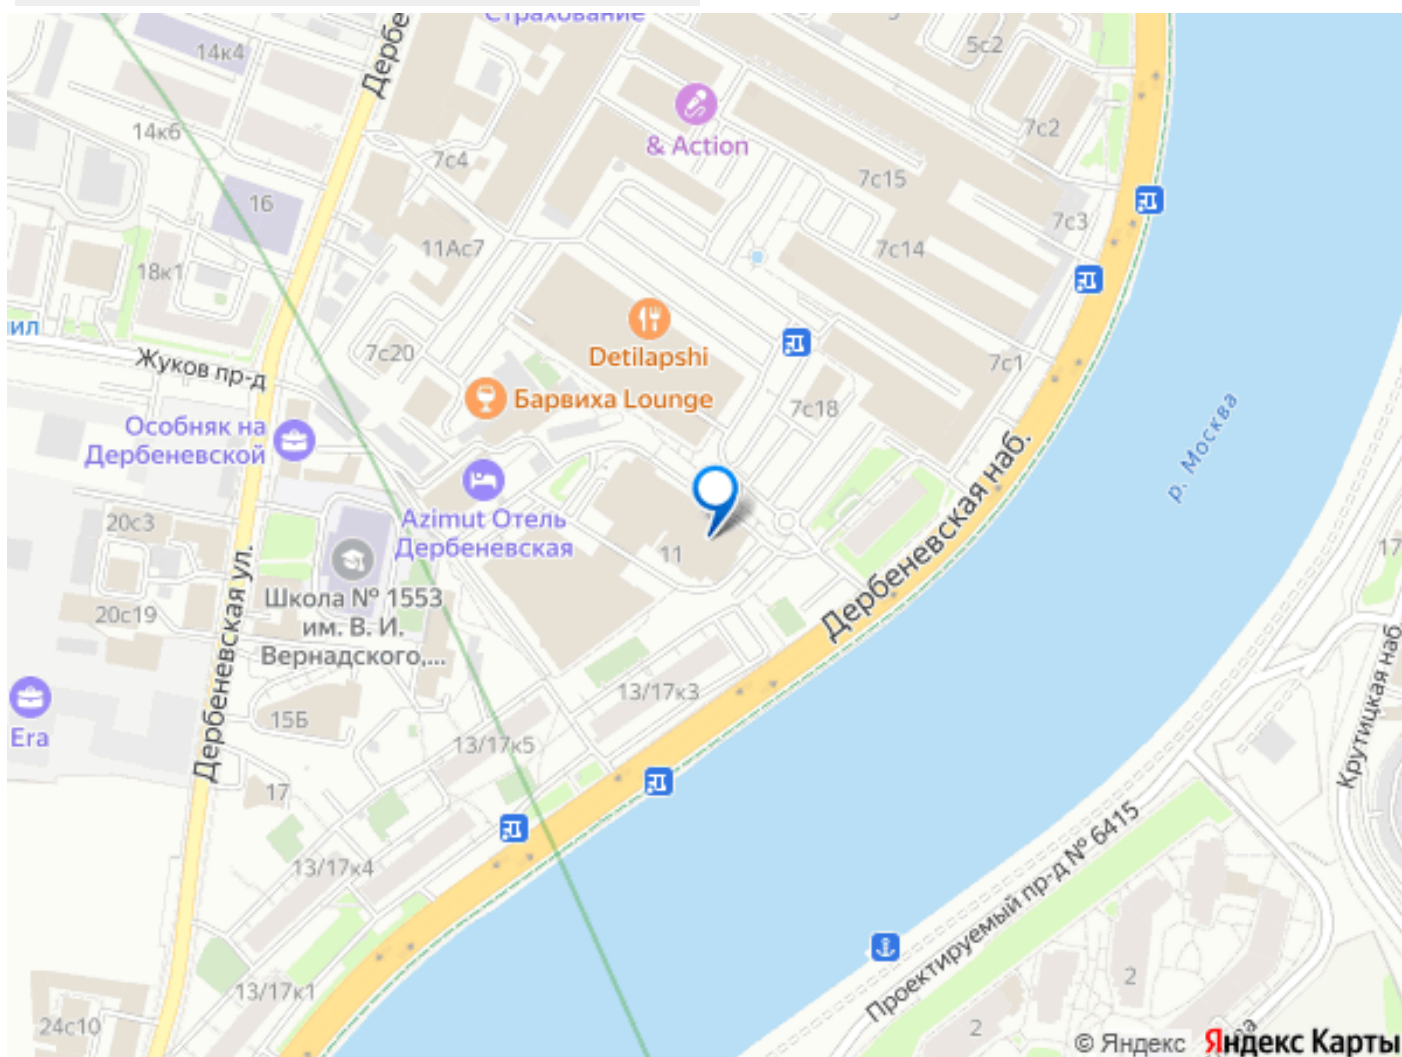 Страхование
14к4
Дербе
5с2
14к6
& Action
7с4
7с2
7с15
16
7с3
11Ас7
7с14
18к1
ил
Жуков пр-д
7с20
Detilapshi
7с1
Барвиха Lounge
7с18
Особняк на
Дербеневской
р. Москва
Дербеневская наб.
Azimut Отель
Дербеневская
20с3
11
17
Школа № 1553
им. В. И.
Вернадского,...
20с19
Дербеневская ул.
13/17к3
Крутицкая наб.
Era
15Б
13/17к5
17
Проектируемый пр-д № 6415
13/17к4
13/17к1
2
24с10
2
ва
© Яндекс Яндекс Карты